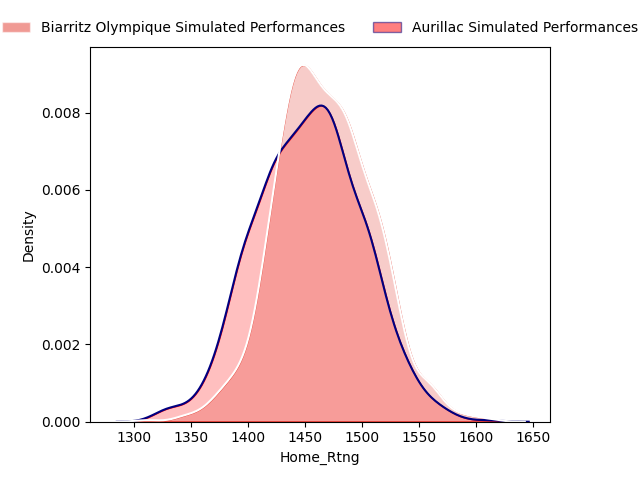 Biarritz Olympique Simulated Performances
Aurillac Simulated Performances
0.008
0.006
0.004
0.002
0.000
Density
1300 1350 1400 1450 1500 1550 1600 1650
Home_Rtng